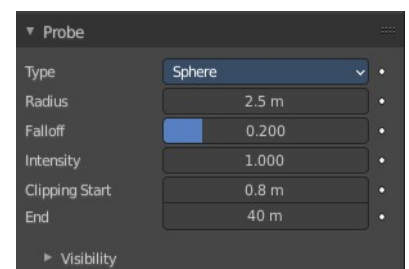 Probe
Type Sphere
Radius 2.5 m
Falloff 0.200
Intensity 1.000
Clipping Start 0.8 m
End 40 m
Visibility